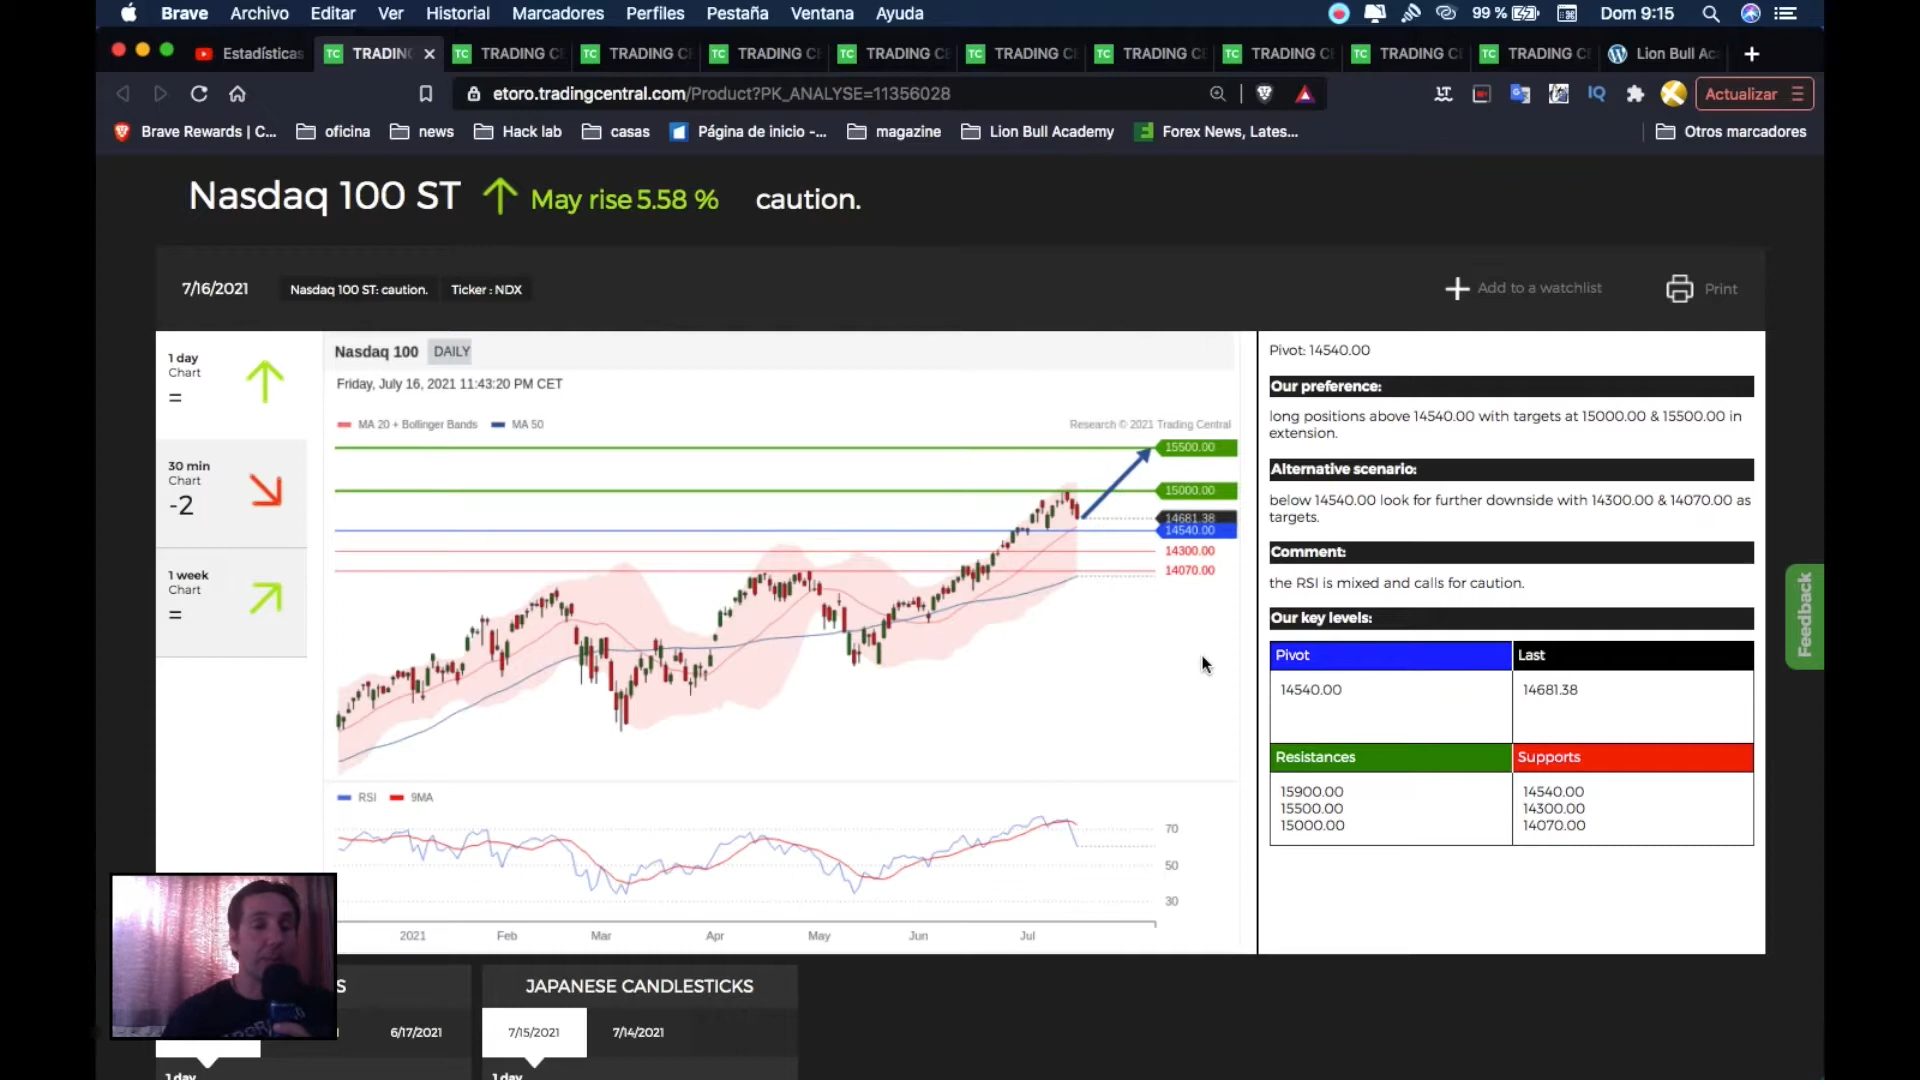 Brave Archivo Editar Ver Historial Marcadores Perfiles Pestaña Ventana Ayuda 99 % Dom 9:15
Estadísticas TRADING TRADING CE TRADING CE TRADING CE TRADING CE TRADING CE TRADING CE TRADING CE TRADING CE TRADING CE Lion Bull Ac
etoro.tradingcentral.com/Product?PK_ANALYSE=11356028 IQ Actualizar
Brave Rewards | C... oficina news Hack lab casas Página de inicio -... magazine Lion Bull Academy Forex News, Lates... Otros marcadores
Nasdaq 100 ST May rise 5.58 % caution.
7/16/2021 Nasdaq 100 ST: caution. Ticker : NDX Add to a watchlist Print
1 day
Chart
=
30 min
Chart
-2
1 week
Chart
=
Nasdaq 100 DAILY
Friday, July 16, 2021 11:43:20 PM CET
MA 20 + Bollinger Bands MA 50 Research © 2021 Trading Central
15500.00
15000.00
14681.38
14540.00
14300.00
14070.00
RSI 9MA
70
50
30
2021 Feb Mar Apr May Jun Jul
Pivot: 14540.00
Our preference:
long positions above 14540.00 with targets at 15000.00 & 15500.00 in
extension.
Alternative scenario:
below 14540.00 look for further downside with 14300.00 & 14070.00 as
targets.
Comment:
the RSI is mixed and calls for caution.
Our key levels:
Pivot Last
14540.00 14681.38
Resistances Supports
15900.00 14540.00
15500.00 14300.00
15000.00 14070.00
Feedback
S JAPANESE CANDLESTICKS
6/17/2021 7/15/2021 7/14/2021
1 day 1 day